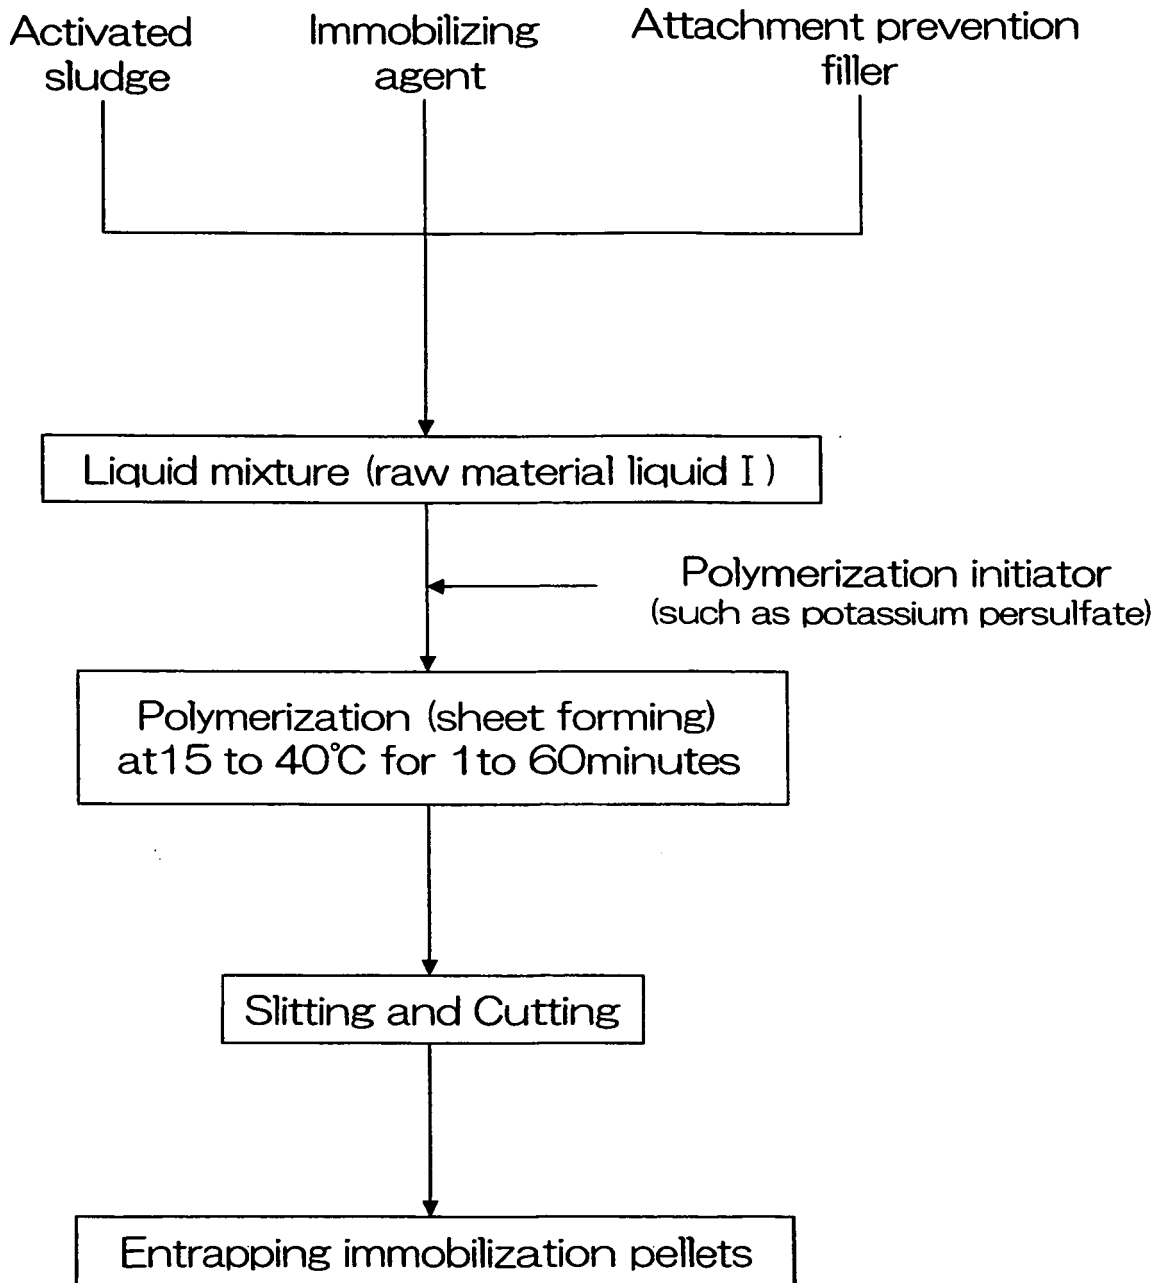 Activated
sludge
Immobilizing
agent
Attachment prevention
filler
Liquid mixture (raw material liquid I)
Polymerization initiator
(such as potassium persulfate)
Polymerization (sheet forming)
at15 to 40℃ for 1to 60minutes
Slitting and Cutting
Entrapping immobilization pellets